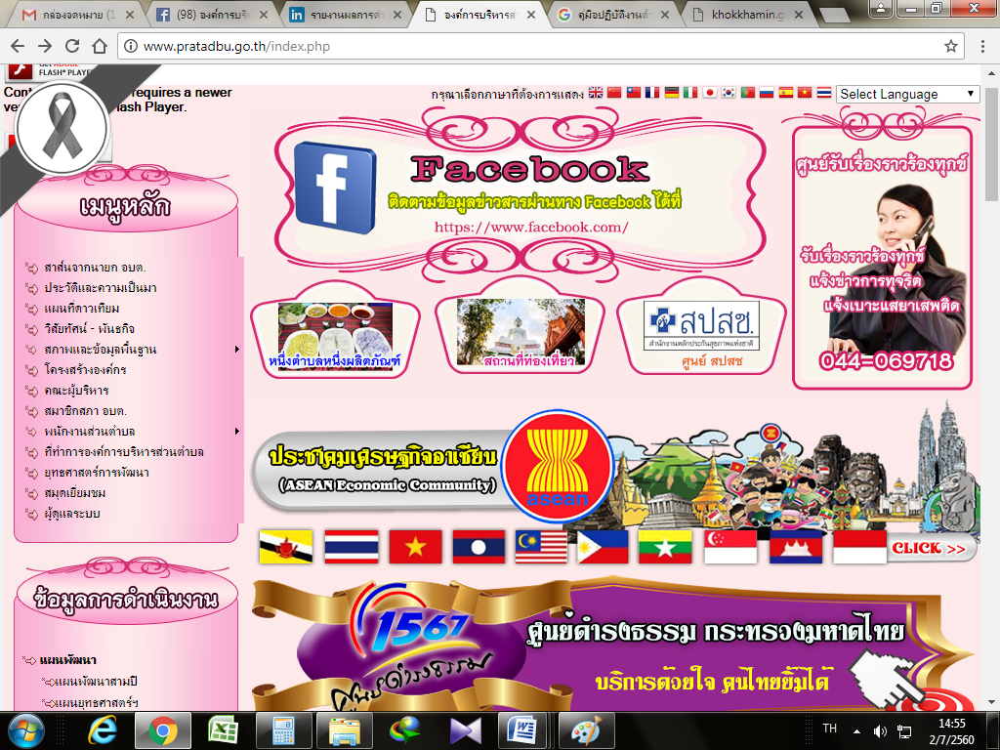 กล่องจดหมาย (1
(98) องค์การบริห
รายงานผลการดํา
องค์การบริหารส่ว
คู่มือปฏิบัติงานด้
khokkhamin.g
www.pratadbu.go.th/index.php
FLASH® PLAYE
requires a newer
lash Player.
กรุณาเลือกภาษาที่ต้องการแสดง
Select Language
Facebook
ติดตามข้อมูลข่าวสารผ่านทาง Facebook ได้ที่
https://www.facebook.com/
ศูนย์รับเรื่องราวร้องทุกข์
รับเรื่องราวร้องทุกข์
แจ้งข่าวการทุจริต
แจ้งเบาะแสยาเสพติด
044-069718
เมนูหลัก
สาส์นจากนายก อบต.
ประวัติและความเป็นมา
แผนที่ดาวเทียม
วิสัยทัศน์ - พันธกิจ
สภาพและข้อมูลพื้นฐาน
โครงสร้างองค์กร
คณะผู้บริหาร
สมาชิกสภา อบต.
พนักงานส่วนตำบล
ที่ทำการองค์การบริหารส่วนตำบล
ยุทธศาสตร์การพัฒนา
สมุดเยี่ยมชม
ผู้ดูแลระบบ
หนึ่งตำบลหนึ่งผลิตภัณฑ์
สถานที่ท่องเที่ยว
สปสช.
สำนักงานหลักประกันสุขภาพแห่งชาติ
ศูนย์ สปสช
ประชาคมเศรษฐกิจอาเซียน
(ASEAN Economic Community)
asean
CLICK >>
ข้อมูลการดำเนินงาน
แผนพัฒนา
แผนพัฒนาสามปี
แผนยุทธศาสตร์ฯ
1567
ศูนย์ดำรงธรรม
ศูนย์ดำรงธรรม กระทรวงมหาดไทย
บริการด้วยใจ คนไทยยิ้มได้
TH
14:55
2/7/2560